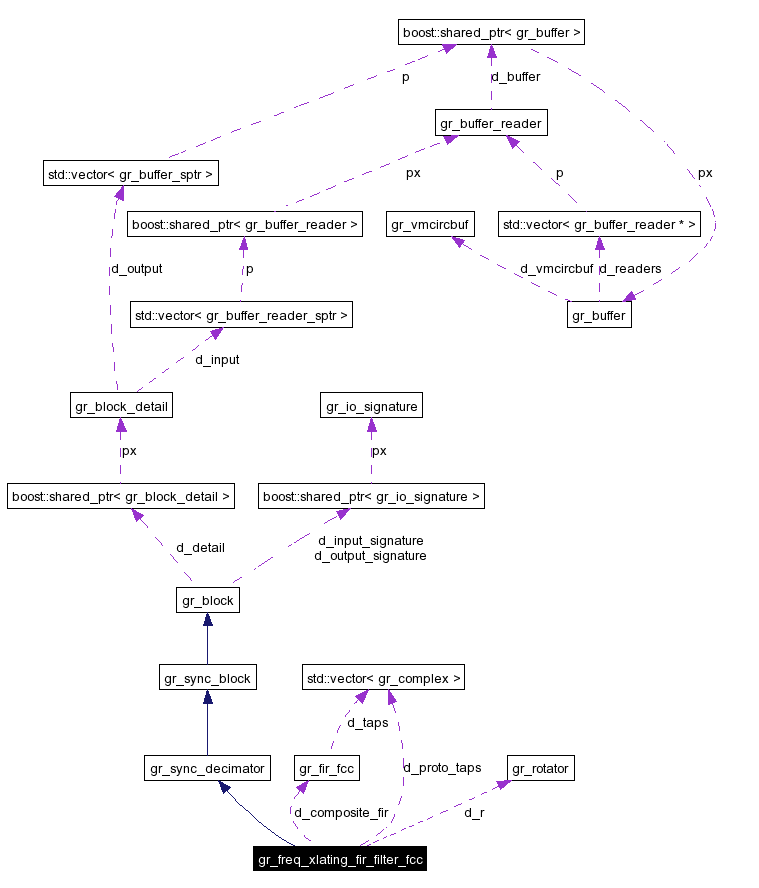 boost::shared_ptr< gr_buffer >
p
d_buffer
gr_buffer_reader
std::vector< gr_buffer_sptr >
px
p
px
boost::shared_ptr< gr_buffer_reader >
gr_vmcircbuf
std::vector< gr_buffer_reader * >
d_output
p
d_vmcircbuf
d_readers
std::vector< gr_buffer_reader_sptr >
gr_buffer
d_input
gr_block_detail
gr_io_signature
px
px
boost::shared_ptr< gr_block_detail >
boost::shared_ptr< gr_io_signature >
d_detail
d_input_signature
d_output_signature
gr_block
gr_sync_block
std::vector< gr_complex >
d_taps
gr_sync_decimator
gr_fir_fcc
d_proto_taps
gr_rotator
d_composite_fir
d_r
gr_freq_xlating_fir_filter_fcc